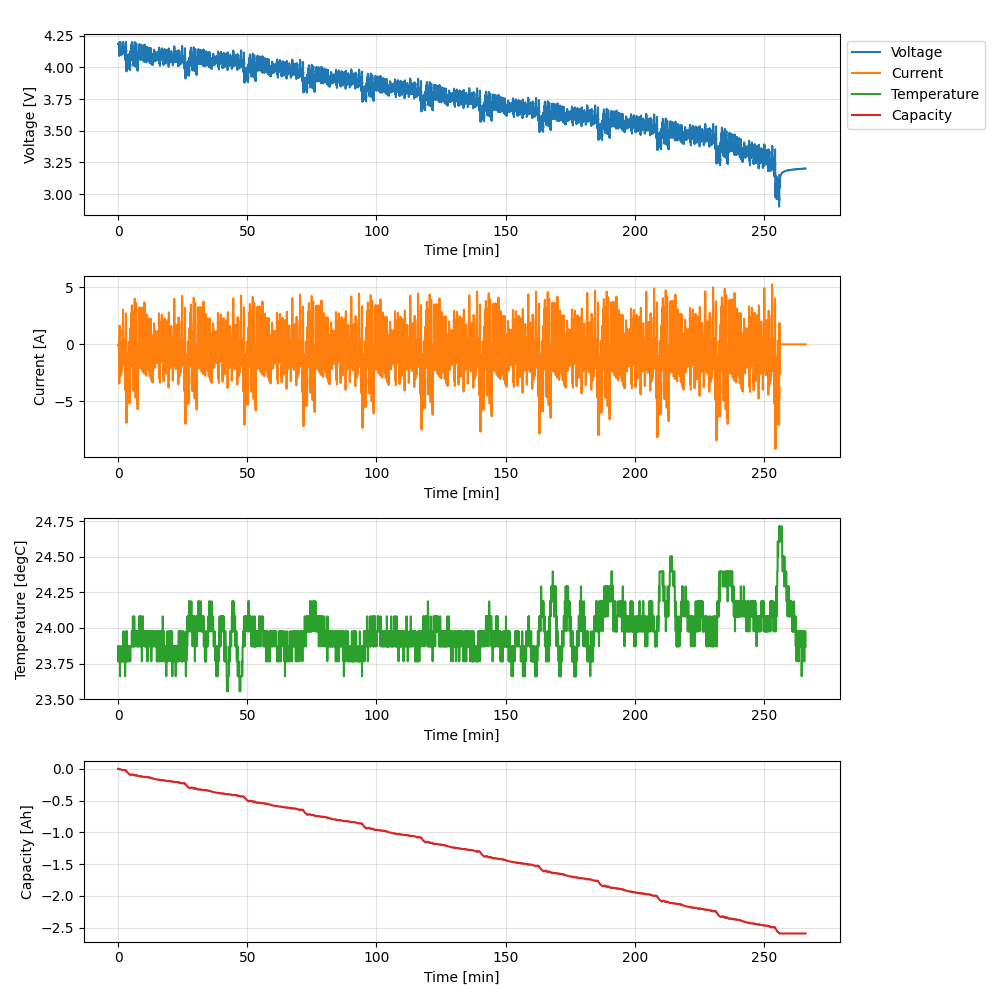 4.25
4.00
3.75
3.50
3.25
3.00
Voltage [V]
0 50 100 150 200 250
Time [min]
Voltage
Current
Temperature
Capacity
5
0
−5
Current [A]
0 50 100 150 200 250
Time [min]
24.75
24.50
24.25
24.00
23.75
23.50
Temperature [degC]
0 50 100 150 200 250
Time [min]
0.0
−0.5
−1.0
−1.5
−2.0
−2.5
Capacity [Ah]
0 50 100 150 200 250
Time [min]